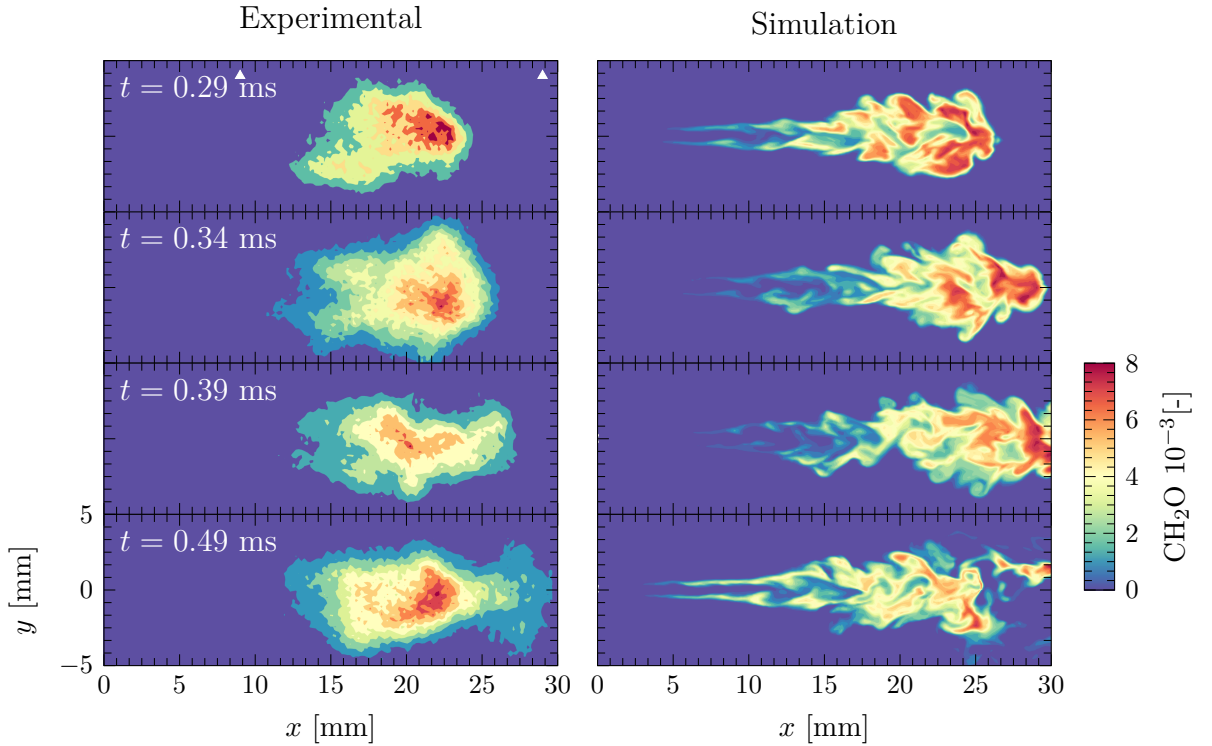 Experimental
Simulation
t = 0.29 ms
t = 0.34 ms
t = 0.39 ms
t = 0.49 ms
5
0
−5
y [mm]
0 5 10 15 20 25 30
0 5 10 15 20 25 30
x [mm]
x [mm]
8
6
4
2
0
CH₂O 10⁻³[-]